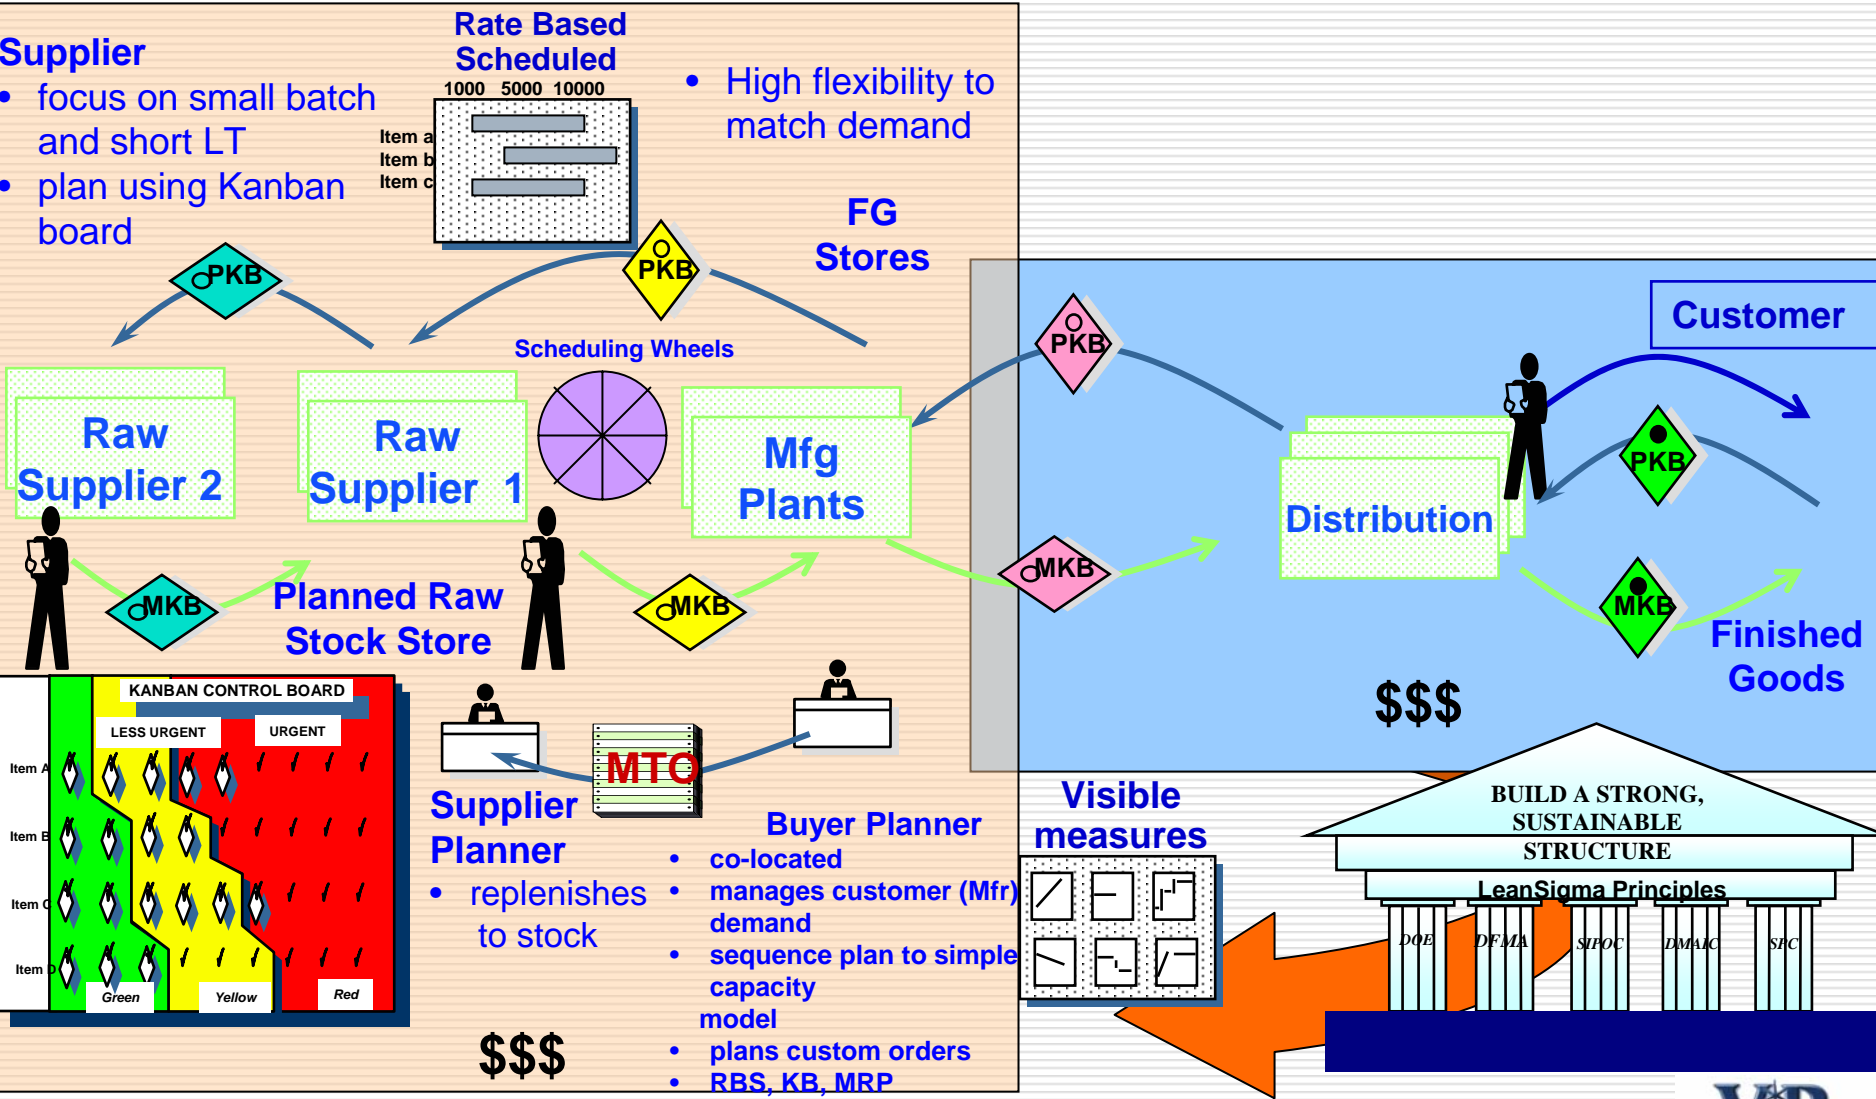 Supplier
• focus on small batch
and short LT
• plan using Kanban
board
Rate Based
Scheduled
1000 5000 10000
Item a
Item b
Item c
• High flexibility to
match demand
FG
Stores
PKB
PKB
PKB
Customer
Scheduling Wheels
Raw
Supplier 2
Raw
Supplier 1
Mfg
Plants
Distribution
PKB
MKB
Planned Raw
Stock Store
MKB
MKB
MKB
Finished
Goods
$$$
KANBAN CONTROL BOARD
LESS URGENT
URGENT
Item A
Item B
Item C
Item D
Green
Yellow
Red
MTO
Supplier
Planner
• replenishes
to stock
Buyer Planner
• co-located
• manages customer (Mfr)
demand
• sequence plan to simple
capacity
model
• plans custom orders
• RBS, KB, MRP
$$$
Visible
measures
BUILD A STRONG,
SUSTAINABLE
STRUCTURE
LeanSigma Principles
DOE
DFMA
SIPOC
DMAIC
SPC